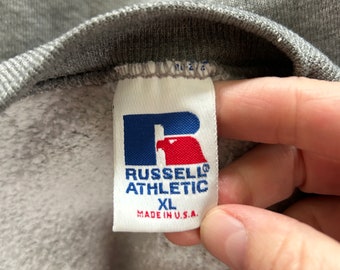 RUSSELL®
ATHLETIC
XL
MADE IN U.S.A.